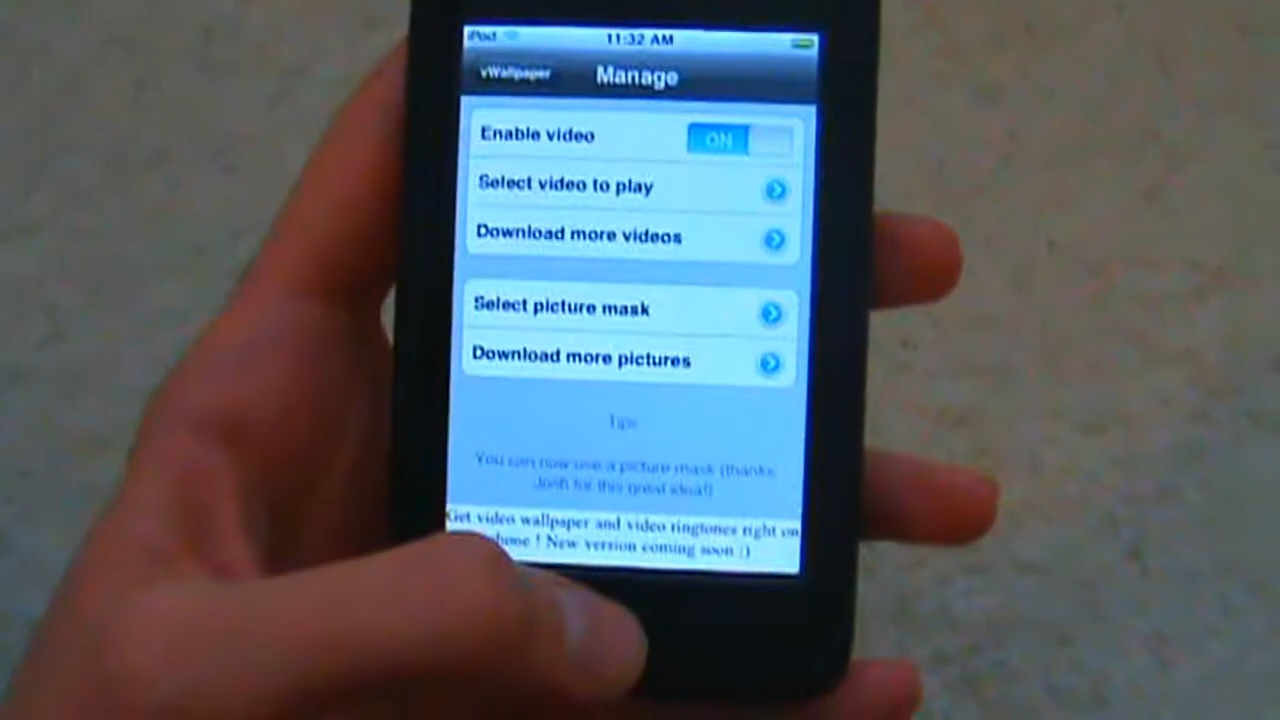 iPod 11:32 AM
vWallpaper Manage
Enable video ON
Select video to play
Download more videos
Select picture mask
Download more pictures
Tips
You can now use a picture mask (thanks
Josh for this great idea!)
Get video wallpaper and video ringtones right on
phone ! New version coming soon :)